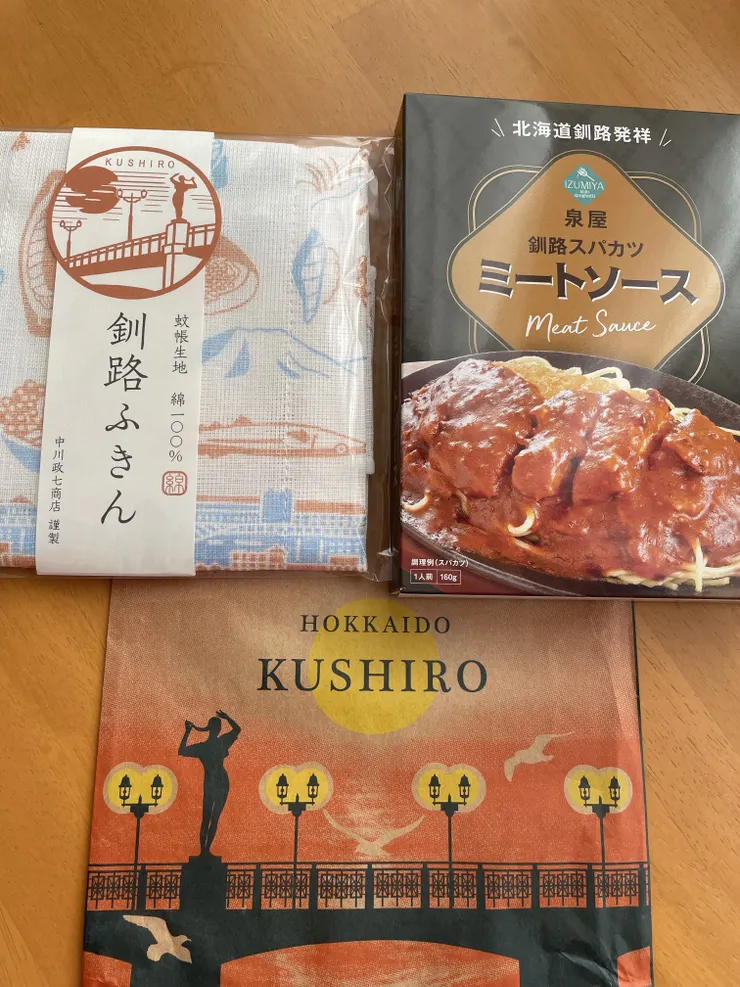 KUSHIRO
釧路ふきん
蚊帳生地 綿一〇〇%
綿
中川政七商店 謹製
北海道釧路発祥
IZUMIYA
泉屋
釧路スパカツ
ミートソース
Meat Sauce
調理例(スパカツ)
1人前 160g
HOKKAIDO
KUSHIRO